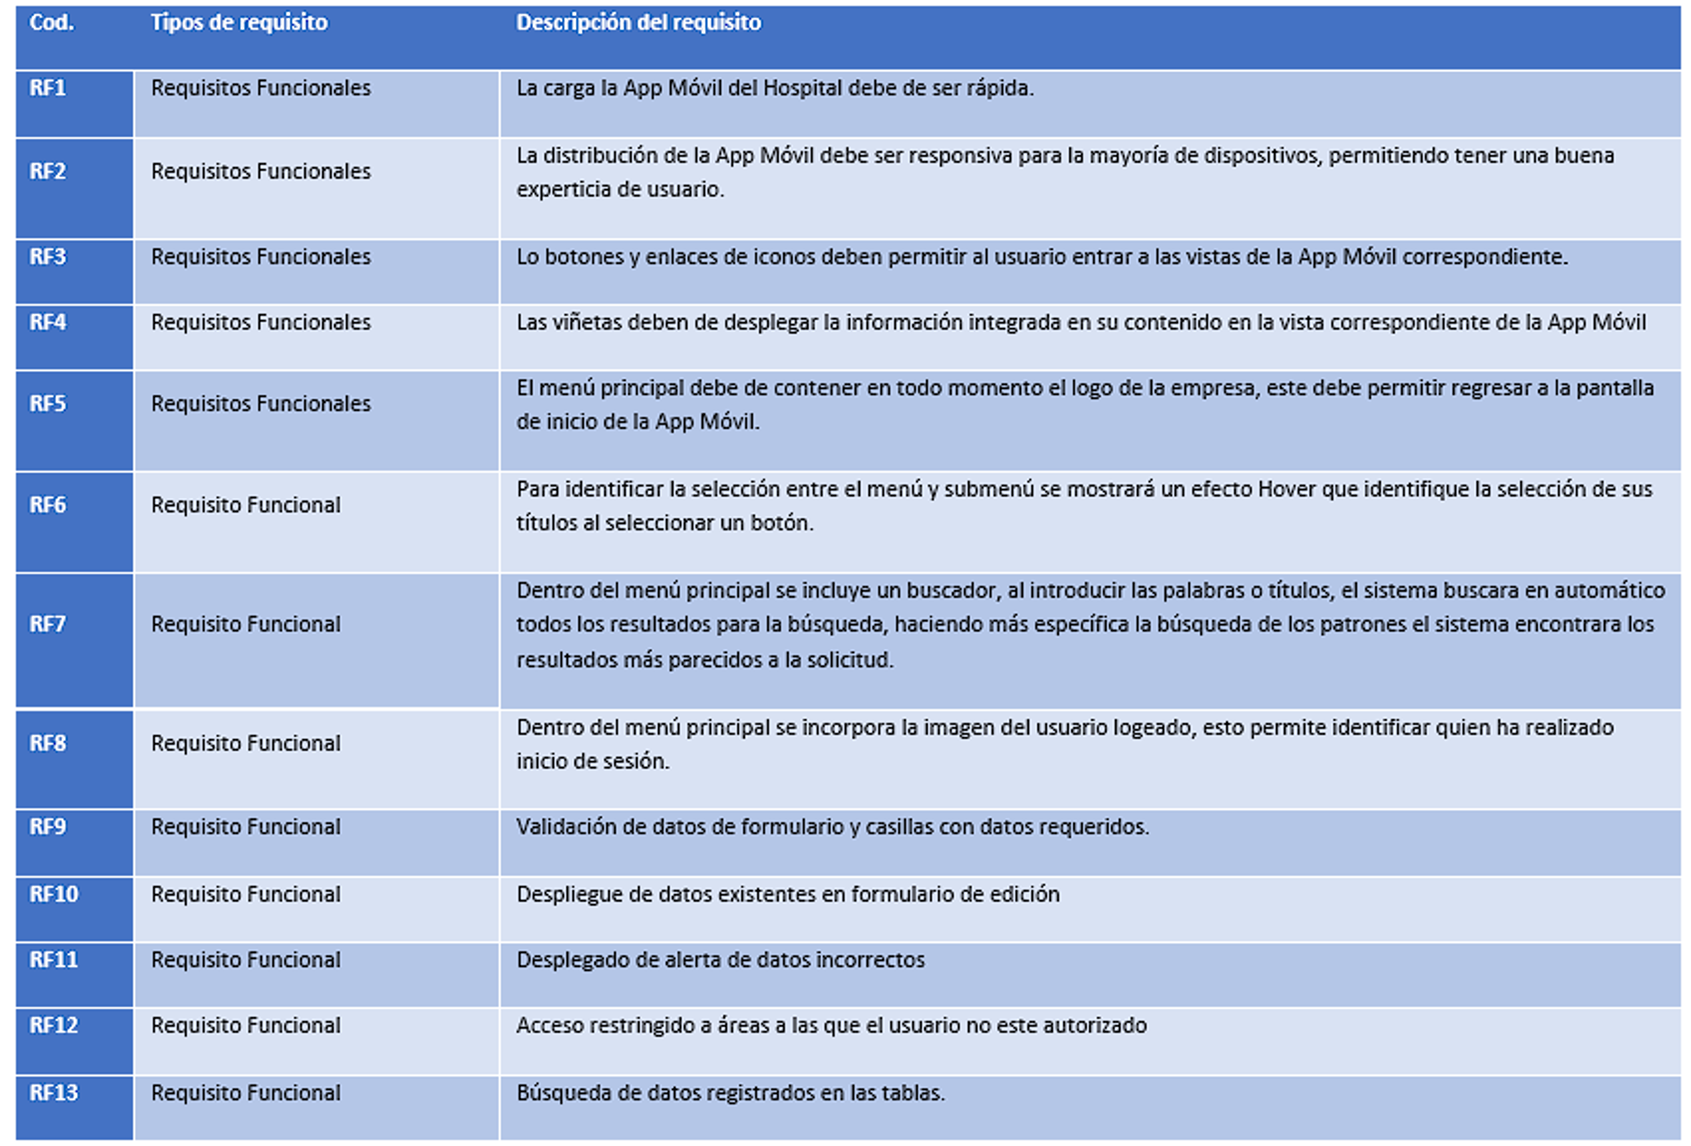 Cod. Tipos de requisito Descripción del requisito
RF1 Requisitos Funcionales La carga la App Móvil del Hospital debe de ser rápida.
RF2 Requisitos Funcionales La distribución de la App Móvil debe ser responsiva para la mayoría de dispositivos, permitiendo tener una buena
experticia de usuario.
RF3 Requisitos Funcionales Lo botones y enlaces de iconos deben permitir al usuario entrar a las vistas de la App Móvil correspondiente.
RF4 Requisitos Funcionales Las viñetas deben de desplegar la información integrada en su contenido en la vista correspondiente de la App Móvil
RF5 Requisitos Funcionales El menú principal debe de contener en todo momento el logo de la empresa, este debe permitir regresar a la pantalla
de inicio de la App Móvil.
RF6 Requisito Funcional Para identificar la selección entre el menú y submenú se mostrará un efecto Hover que identifique la selección de sus
títulos al seleccionar un botón.
RF7 Requisito Funcional Dentro del menú principal se incluye un buscador, al introducir las palabras o títulos, el sistema buscara en automático
todos los resultados para la búsqueda, haciendo más específica la búsqueda de los patrones el sistema encontrara los
resultados más parecidos a la solicitud.
RF8 Requisito Funcional Dentro del menú principal se incorpora la imagen del usuario logeado, esto permite identificar quien ha realizado
inicio de sesión.
RF9 Requisito Funcional Validación de datos de formulario y casillas con datos requeridos.
RF10 Requisito Funcional Despliegue de datos existentes en formulario de edición
RF11 Requisito Funcional Desplegado de alerta de datos incorrectos
RF12 Requisito Funcional Acceso restringido a áreas a las que el usuario no este autorizado
RF13 Requisito Funcional Búsqueda de datos registrados en las tablas.